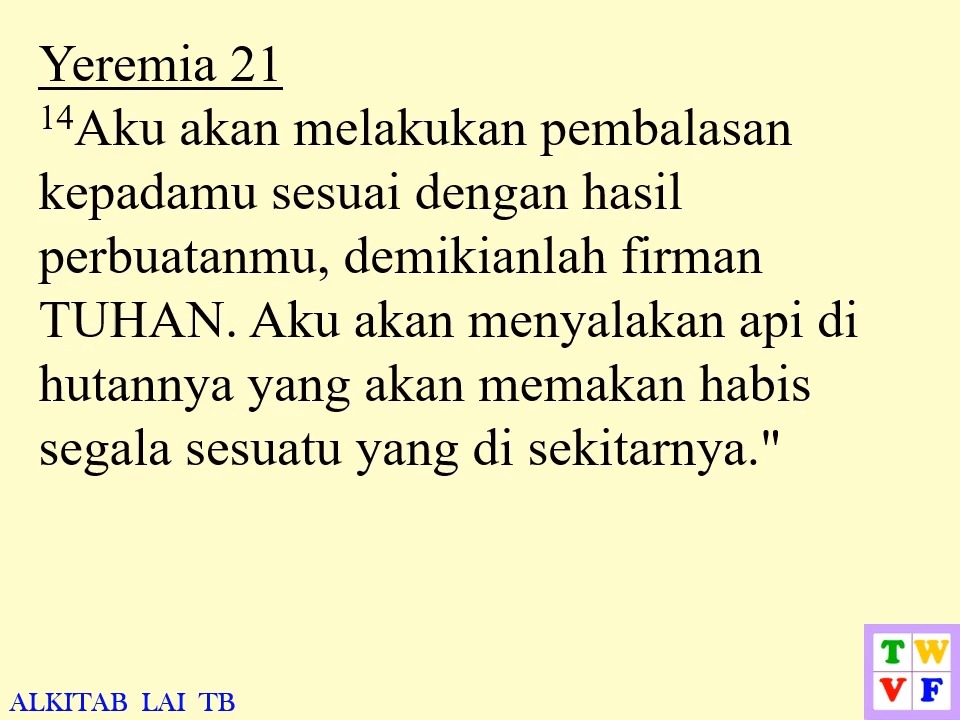 Yeremia 21
14Aku akan melakukan pembalasan
kepadamu sesuai dengan hasil
perbuatanmu, demikianlah firman
TUHAN. Aku akan menyalakan api di
hutannya yang akan memakan habis
segala sesuatu yang di sekitarnya."
ALKITAB LAI TB
T W
V F